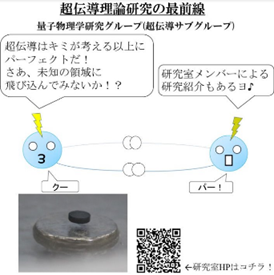 超伝導理論研究の最前線
量子物理学研究グループ(超伝導サブグループ)
超伝導はキミが考える以上に
パーフェクトだ！
さあ、未知の領域に
飛び込んでみないか！？
研究室メンバーによる
研究紹介もあるヨ♪
クー
パー！
←研究室HPはコチラ！